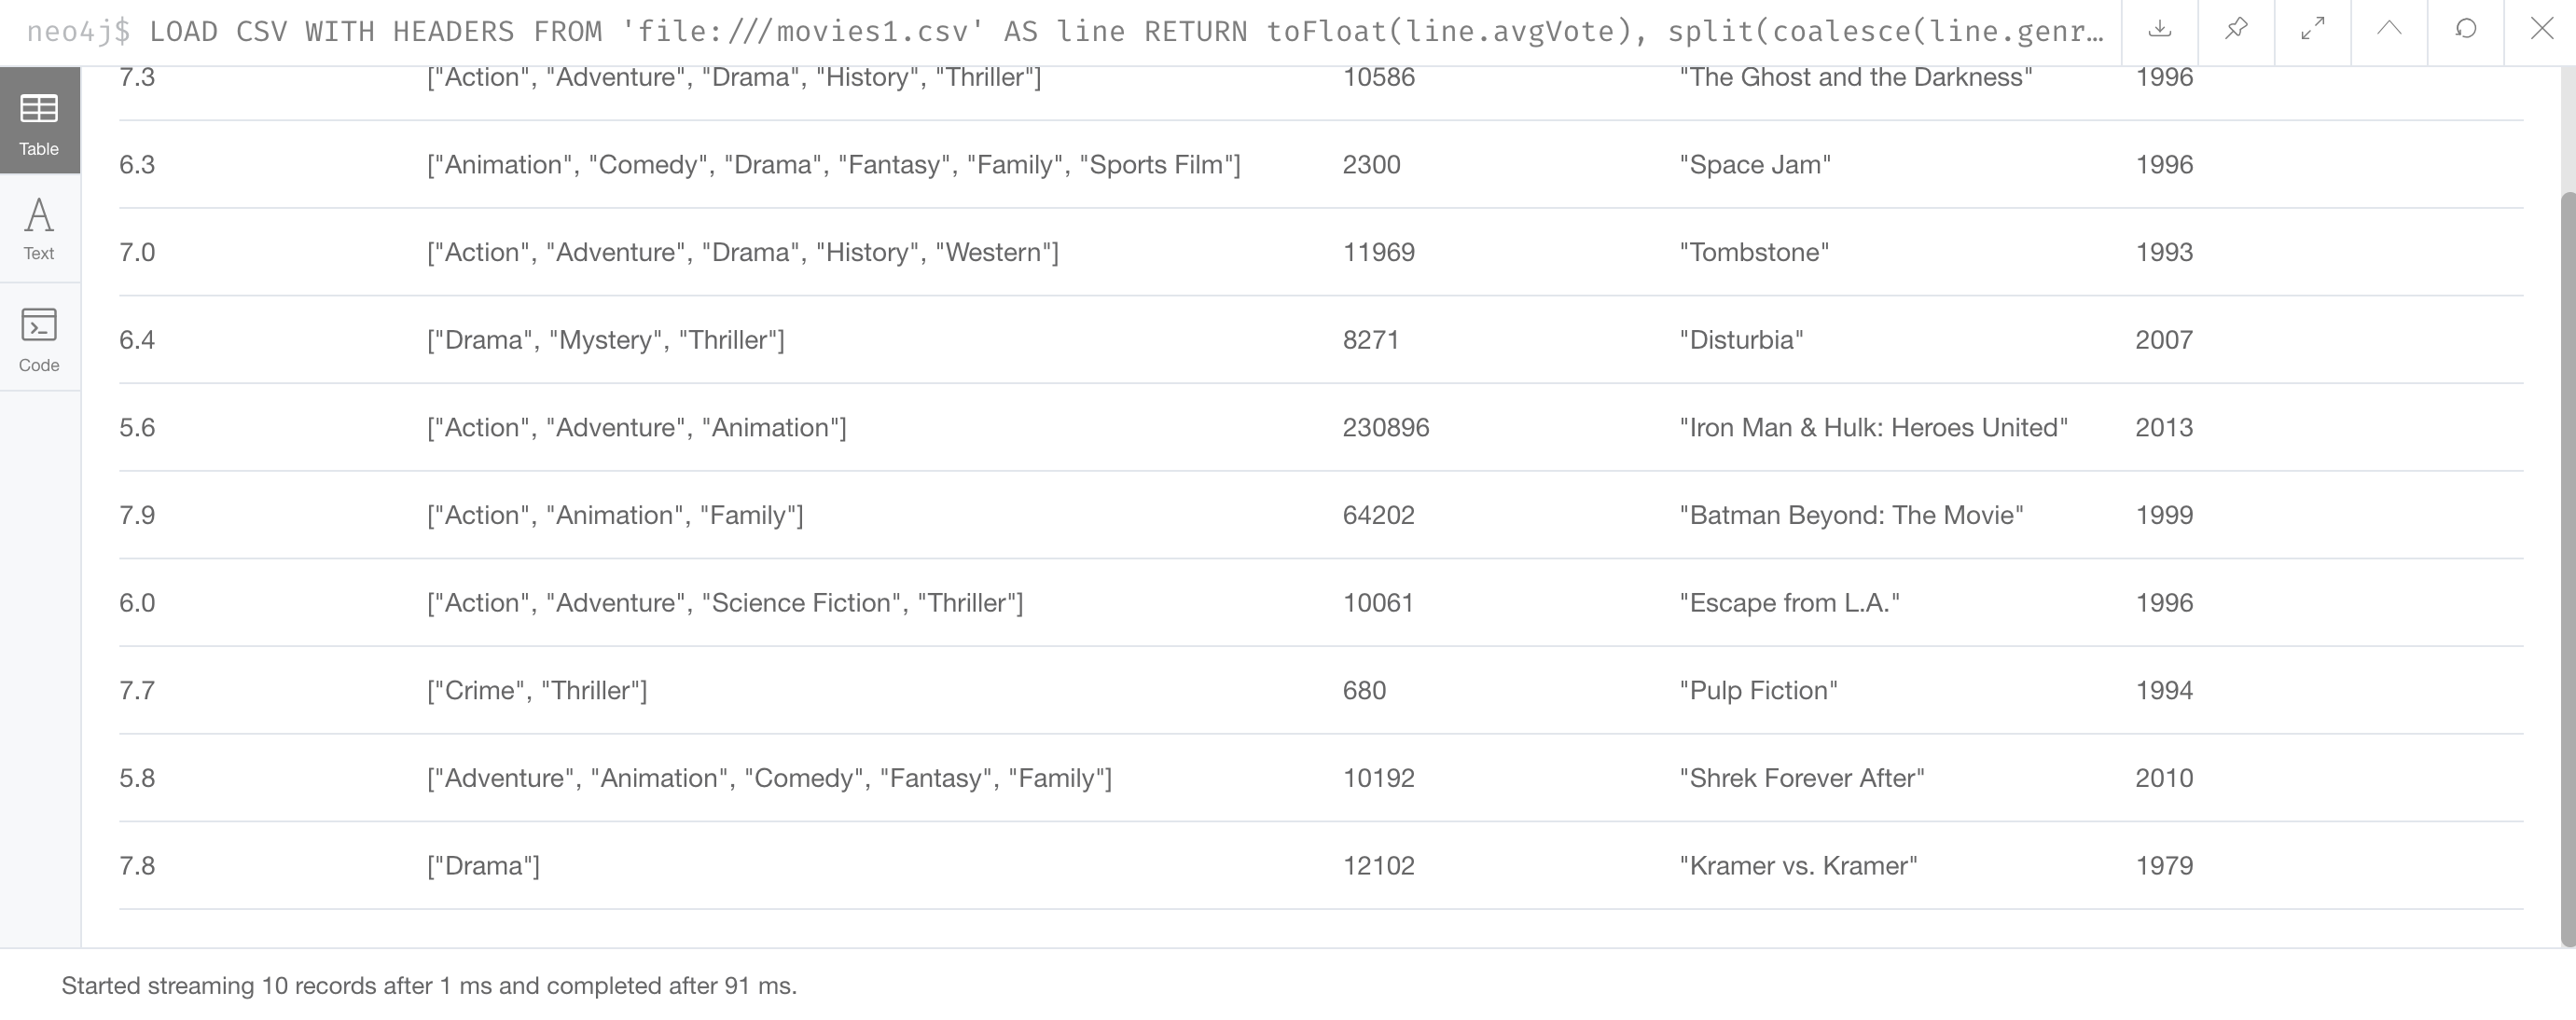 neo4j$ LOAD CSV WITH HEADERS FROM 'file:///movies1.csv' AS line RETURN toFloat(line.avgVote), split(coalesce(line.genr…
7.3 ["Action", "Adventure", "Drama", "History", "Thriller"] 10586 "The Ghost and the Darkness" 1996
Table
6.3 ["Animation", "Comedy", "Drama", "Fantasy", "Family", "Sports Film"] 2300 "Space Jam" 1996
Text
7.0 ["Action", "Adventure", "Drama", "History", "Western"] 11969 "Tombstone" 1993
Code
6.4 ["Drama", "Mystery", "Thriller"] 8271 "Disturbia" 2007
5.6 ["Action", "Adventure", "Animation"] 230896 "Iron Man & Hulk: Heroes United" 2013
7.9 ["Action", "Animation", "Family"] 64202 "Batman Beyond: The Movie" 1999
6.0 ["Action", "Adventure", "Science Fiction", "Thriller"] 10061 "Escape from L.A." 1996
7.7 ["Crime", "Thriller"] 680 "Pulp Fiction" 1994
5.8 ["Adventure", "Animation", "Comedy", "Fantasy", "Family"] 10192 "Shrek Forever After" 2010
7.8 ["Drama"] 12102 "Kramer vs. Kramer" 1979
Started streaming 10 records after 1 ms and completed after 91 ms.